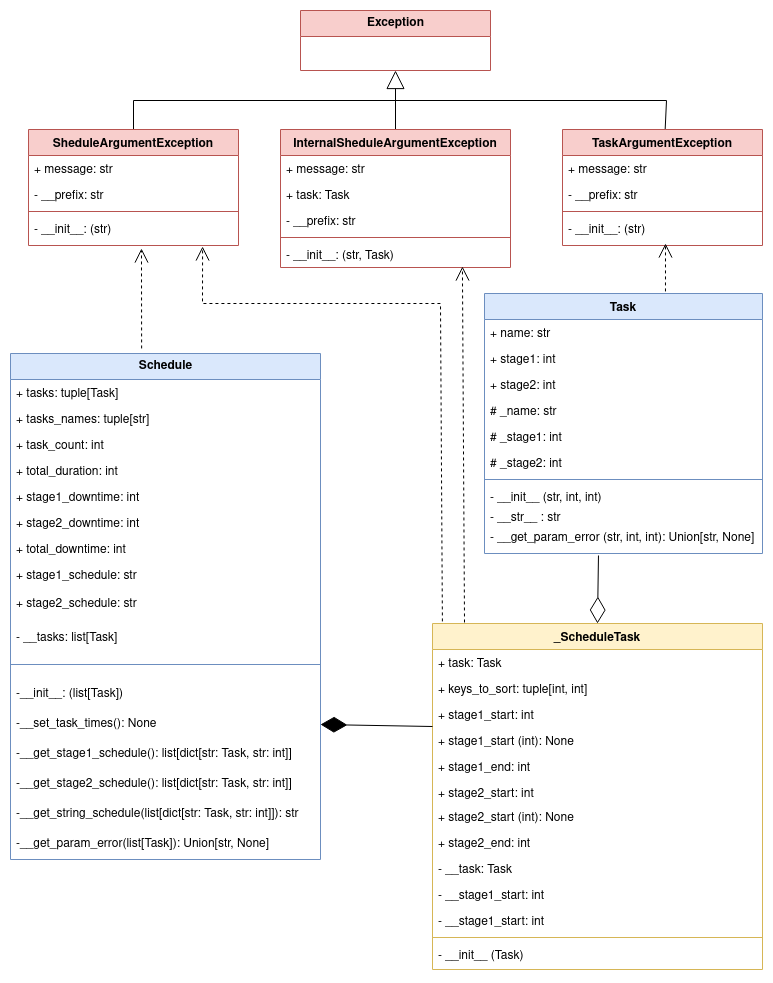 Exception
SheduleArgumentException
+ message: str
- __prefix: str
- __init__: (str)
InternalSheduleArgumentException
+ message: str
+ task: Task
- __prefix: str
- __init__: (str, Task)
TaskArgumentException
+ message: str
- __prefix: str
- __init__: (str)
Task
+ name: str
+ stage1: int
+ stage2: int
# _name: str
# _stage1: int
# _stage2: int
- __init__ (str, int, int)
- __str__ : str
- __get_param_error (str, int, int): Union[str, None]
Schedule
+ tasks: tuple[Task]
+ tasks_names: tuple[str]
+ task_count: int
+ total_duration: int
+ stage1_downtime: int
+ stage2_downtime: int
+ total_downtime: int
+ stage1_schedule: str
+ stage2_schedule: str
- __tasks: list[Task]
-__init__: (list[Task])
-__set_task_times(): None
-__get_stage1_schedule(): list[dict[str: Task, str: int]]
-__get_stage2_schedule(): list[dict[str: Task, str: int]]
-__get_string_schedule(list[dict[str: Task, str: int]]): str
-__get_param_error(list[Task]): Union[str, None]
_ScheduleTask
+ task: Task
+ keys_to_sort: tuple[int, int]
+ stage1_start: int
+ stage1_start (int): None
+ stage1_end: int
+ stage2_start: int
+ stage2_start (int): None
+ stage2_end: int
- __task: Task
- __stage1_start: int
- __stage1_start: int
- __init__ (Task)